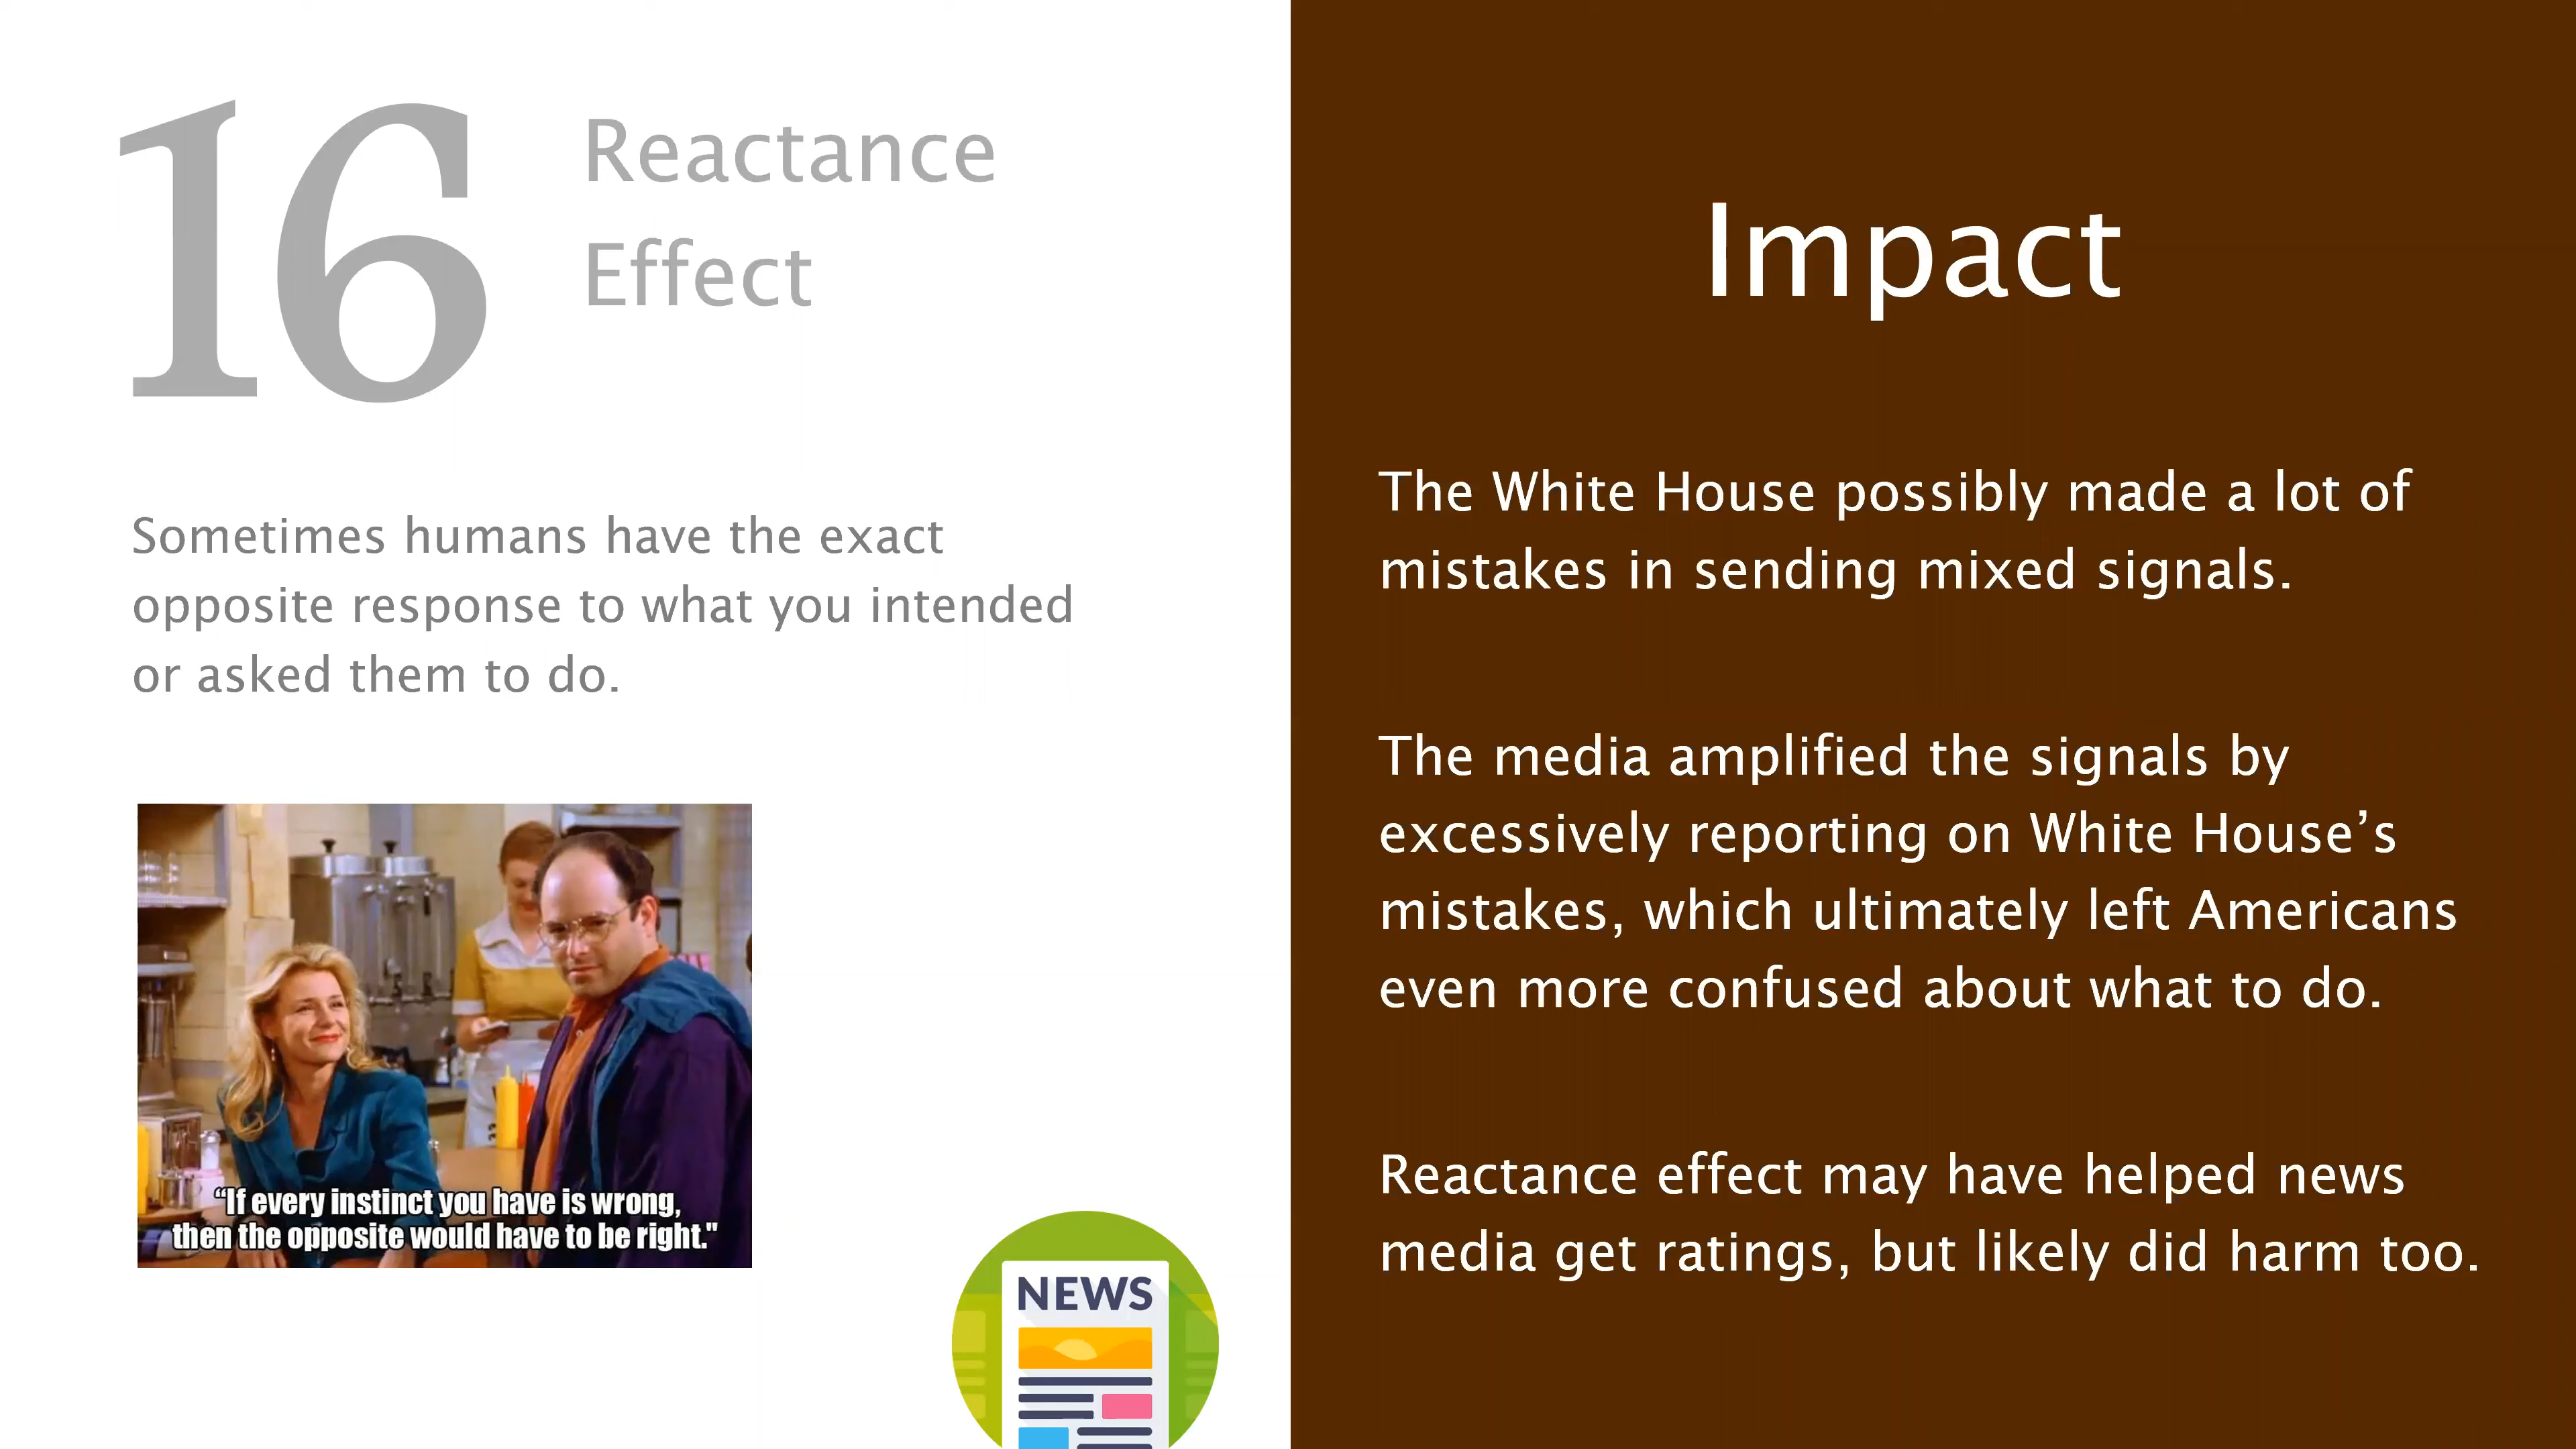 16
Reactance
Effect
Sometimes humans have the exact
opposite response to what you intended
or asked them to do.
“If every instinct you have is wrong,
then the opposite would have to be right."
NEWS
Impact
The White House possibly made a lot of
mistakes in sending mixed signals.
The media amplified the signals by
excessively reporting on White House’s
mistakes, which ultimately left Americans
even more confused about what to do.
Reactance effect may have helped news
media get ratings, but likely did harm too.